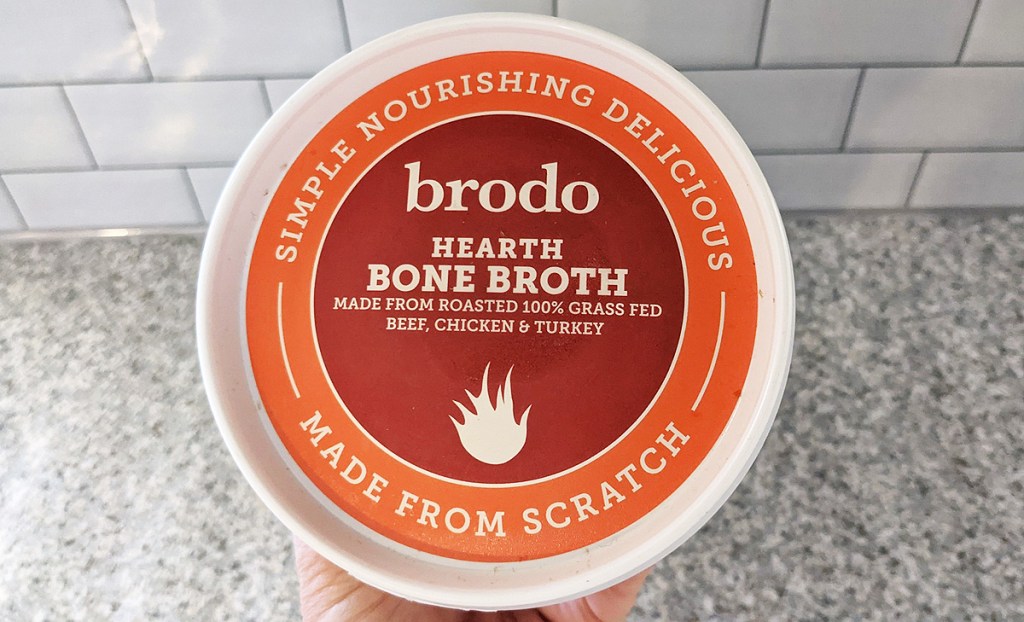 SIMPLE NOURISHING DELICIOUS
brodo
HEARTH
BONE BROTH
MADE FROM ROASTED 100% GRASS FED
BEEF, CHICKEN & TURKEY
MADE FROM SCRATCH